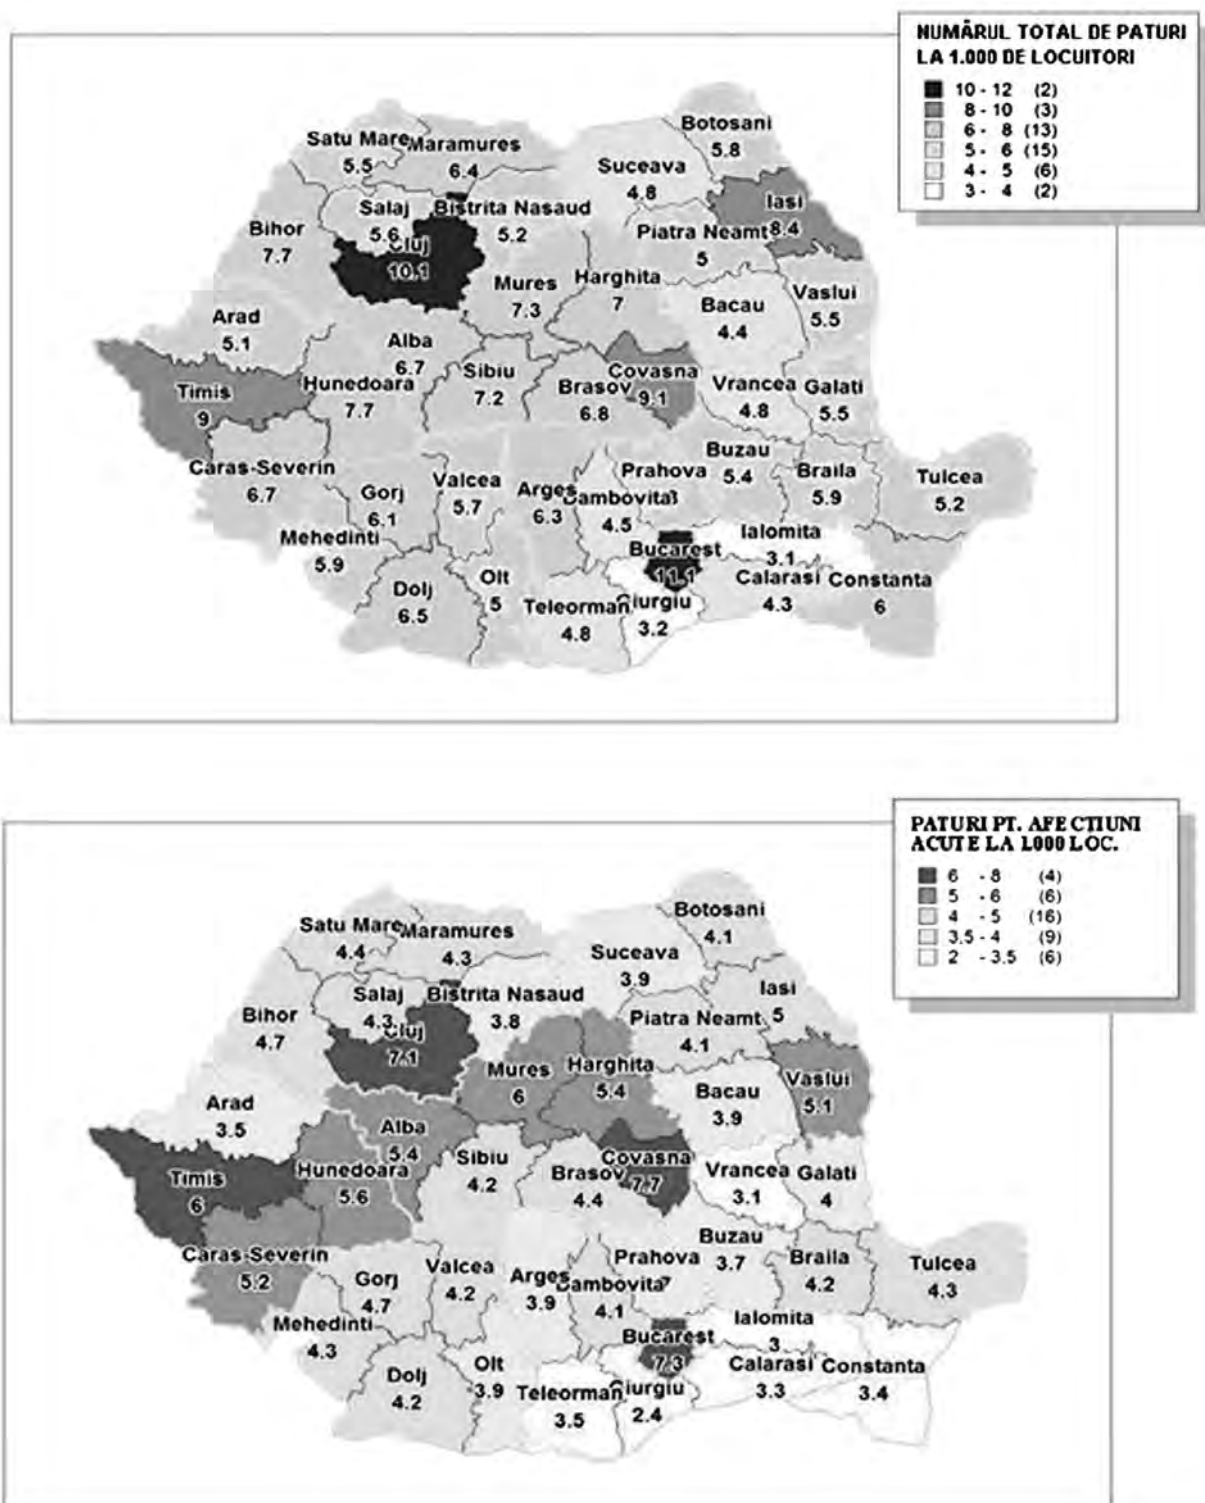 NUMĂRUL TOTAL DE PATURI
LA 1.000 DE LOCUITORI
10 - 12 (2)
8 - 10 (3)
6 - 8 (13)
5 - 6 (15)
4 - 5 (6)
3 - 4 (2)
Botosani
5.8
Satu Mare
5.5
Maramures
6.4
Suceava
4.8
Iasi
8.4
Salaj
5.6
Bistrita Nasaud
5.2
Bihor
7.7
Piatra Neamt
5
Cluj
10.1
Mures
7.3
Harghita
7
Vaslui
5.5
Bacau
4.4
Arad
5.1
Alba
6.7
Sibiu
7.2
Covasna
9.1
Timis
9
Hunedoara
7.7
Brasov
6.8
Vrancea
4.8
Galati
5.5
Caras-Severin
6.7
Gorj
6.1
Valcea
5.7
Arges
6.3
Dambovita
4.5
Prahova
Buzau
5.4
Braila
5.9
Tulcea
5.2
Mehedinti
5.9
Bucarest
11.1
Ialomita
3.1
Dolj
6.5
Olt
5
Teleorman
4.8
Giurgiu
3.2
Calarasi
4.3
Constanta
6
PATURI PT. AFECTIUNI
ACUTE LA 1.000 LOC.
6 - 8 (4)
5 - 6 (6)
4 - 5 (16)
3.5 - 4 (9)
2 - 3.5 (6)
Botosani
4.1
Satu Mare
4.4
Maramures
4.3
Suceava
3.9
Iasi
5
Salaj
4.3
Bistrita Nasaud
3.8
Bihor
4.7
Piatra Neamt
4.1
Cluj
7.1
Mures
6
Harghita
5.4
Vaslui
5.1
Bacau
3.9
Arad
3.5
Alba
5.4
Sibiu
4.2
Covasna
7.7
Timis
6
Hunedoara
5.6
Brasov
4.4
Vrancea
3.1
Galati
4
Caras-Severin
5.2
Gorj
4.7
Valcea
4.2
Arges
3.9
Dambovita
4.1
Prahova
Buzau
3.7
Braila
4.2
Tulcea
4.3
Mehedinti
4.3
Bucarest
7.3
Ialomita
3
Dolj
4.2
Olt
3.9
Teleorman
3.5
Giurgiu
2.4
Calarasi
3.3
Constanta
3.4